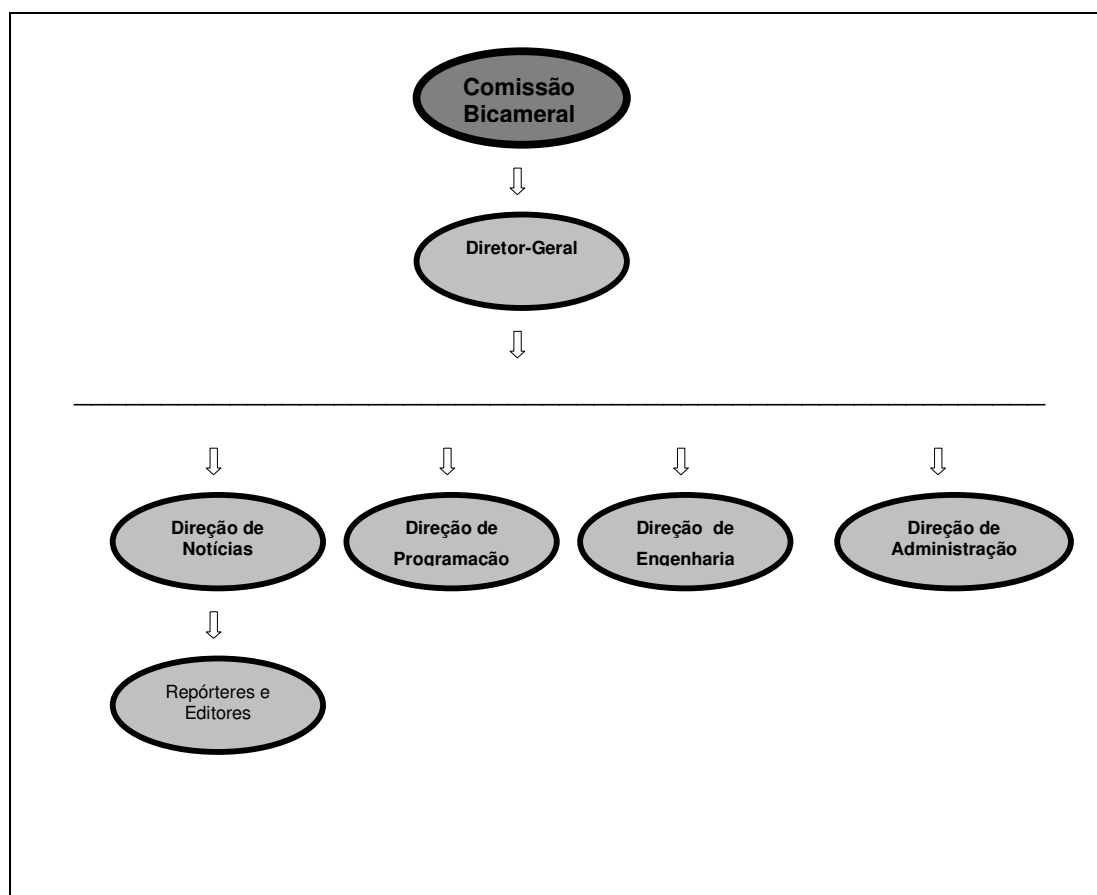 Comissão
Bicameral
Diretor-Geral
Direção de
Notícias
Direção de
Programação
Direção de
Engenharia
Direção de
Administração
Repórteres e
Editores